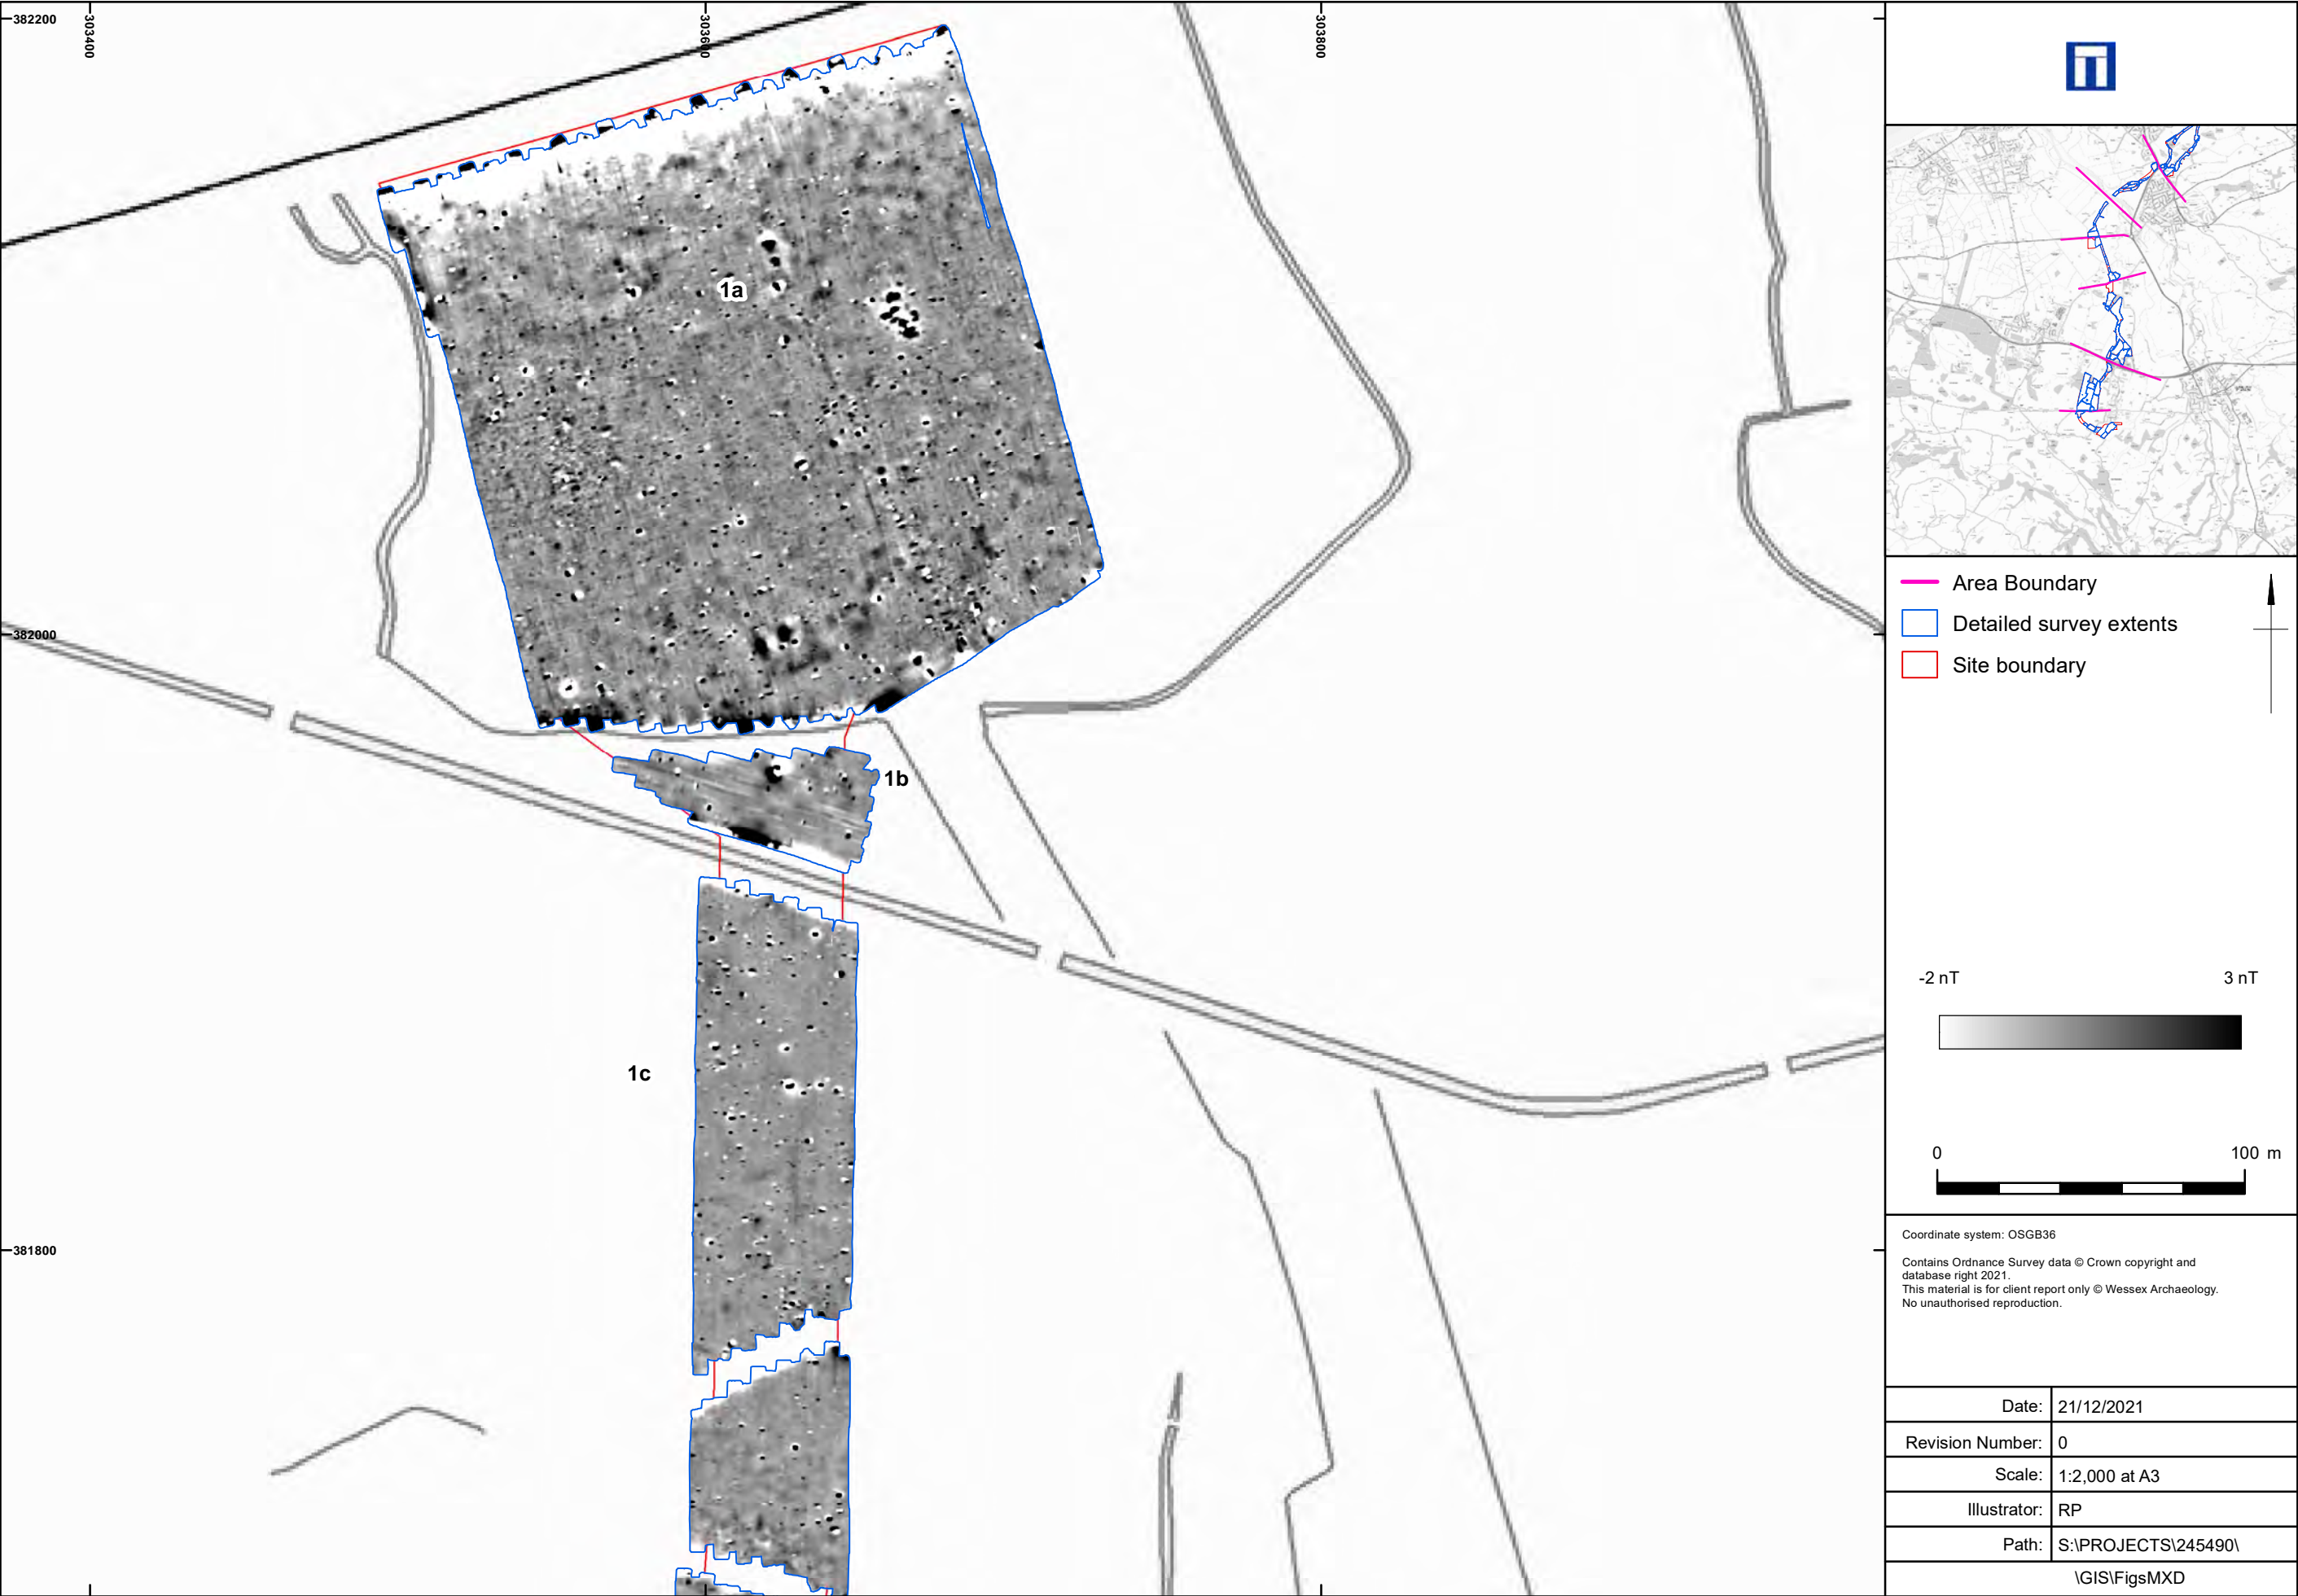 382200
303400
303600
303800
1a
382000
1b
1c
381800
Area Boundary
Detailed survey extents
Site boundary
-2 nT 3 nT
0 100 m
Coordinate system: OSGB36
Contains Ordnance Survey data © Crown copyright and
database right 2021.
This material is for client report only © Wessex Archaeology.
No unauthorised reproduction.
Date: 21/12/2021
Revision Number: 0
Scale: 1:2,000 at A3
Illustrator: RP
Path: S:\PROJECTS\245490\
\GIS\FigsMXD